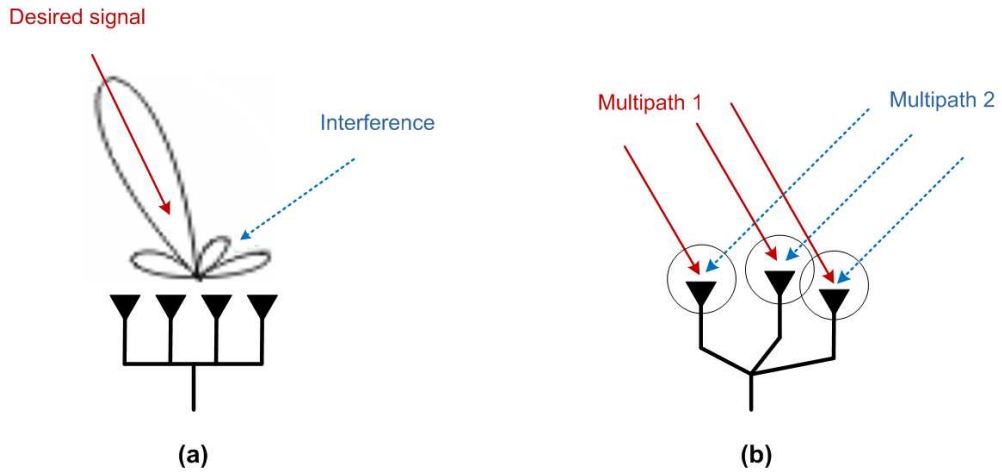 Desired signal
Interference
(a)
Multipath 1
Multipath 2
(b)